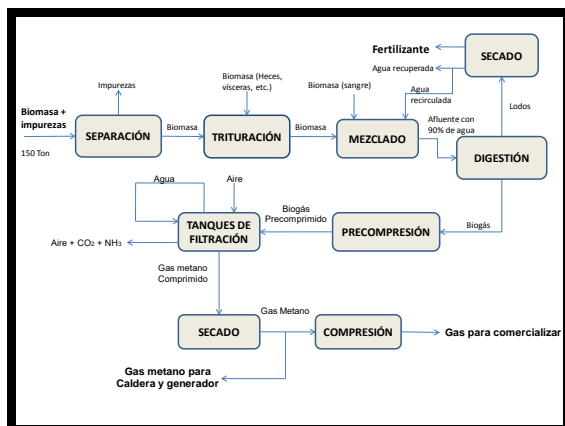 Fertilizante
SECADO
Agua recuperada
Biomasa (Heces,
vísceras, etc.)
Impurezas
Biomasa (sangre)
Agua
recirculada
Lodos
Biomasa +
impurezas
150 Ton
SEPARACIÓN
Biomasa
TRITURACIÓN
Biomasa
MEZCLADO
Afluente con
90% de agua
DIGESTIÓN
Agua
Aire
Biogás
Precomprimido
TANQUES DE
FILTRACIÓN
PRECOMPRESIÓN
Biogás
Aire + CO₂ + NH₃
Gas metano
Comprimido
SECADO
Gas Metano
COMPRESIÓN
Gas para comercializar
Gas metano para
Caldera y generador